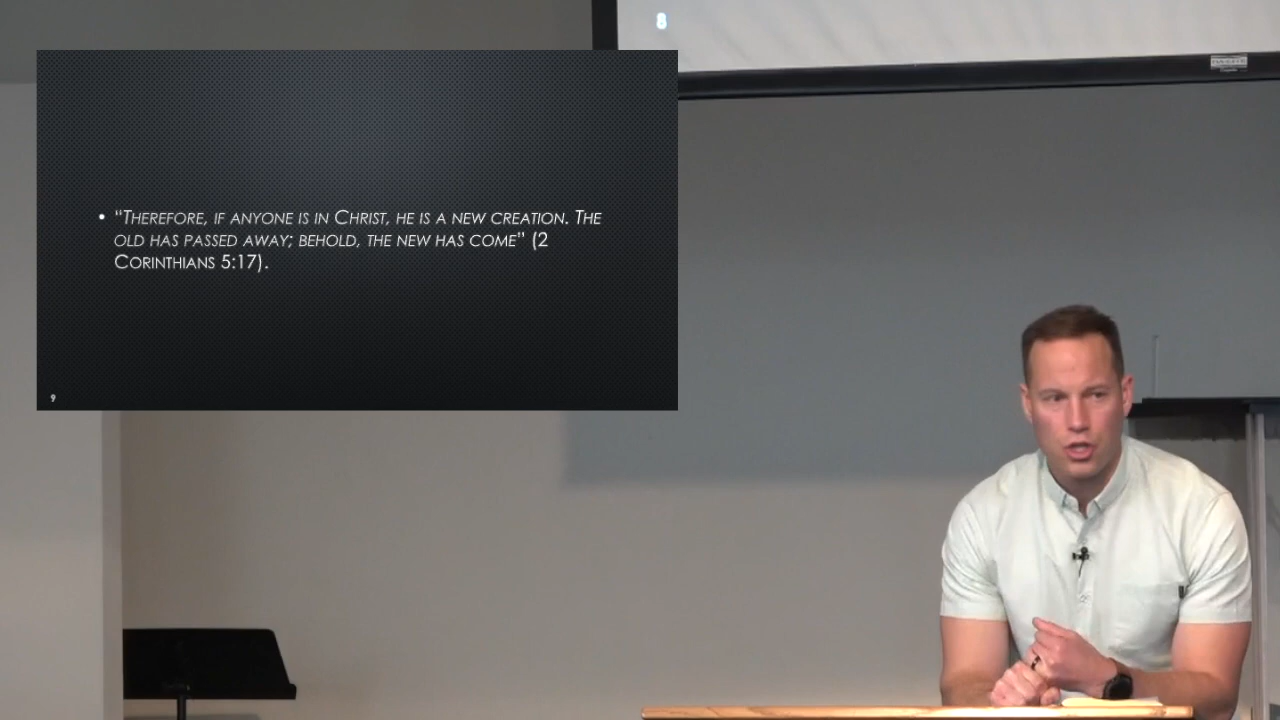 8
• “Therefore, if anyone is in Christ, he is a new creation. The
old has passed away; behold, the new has come” (2
Corinthians 5:17).
9